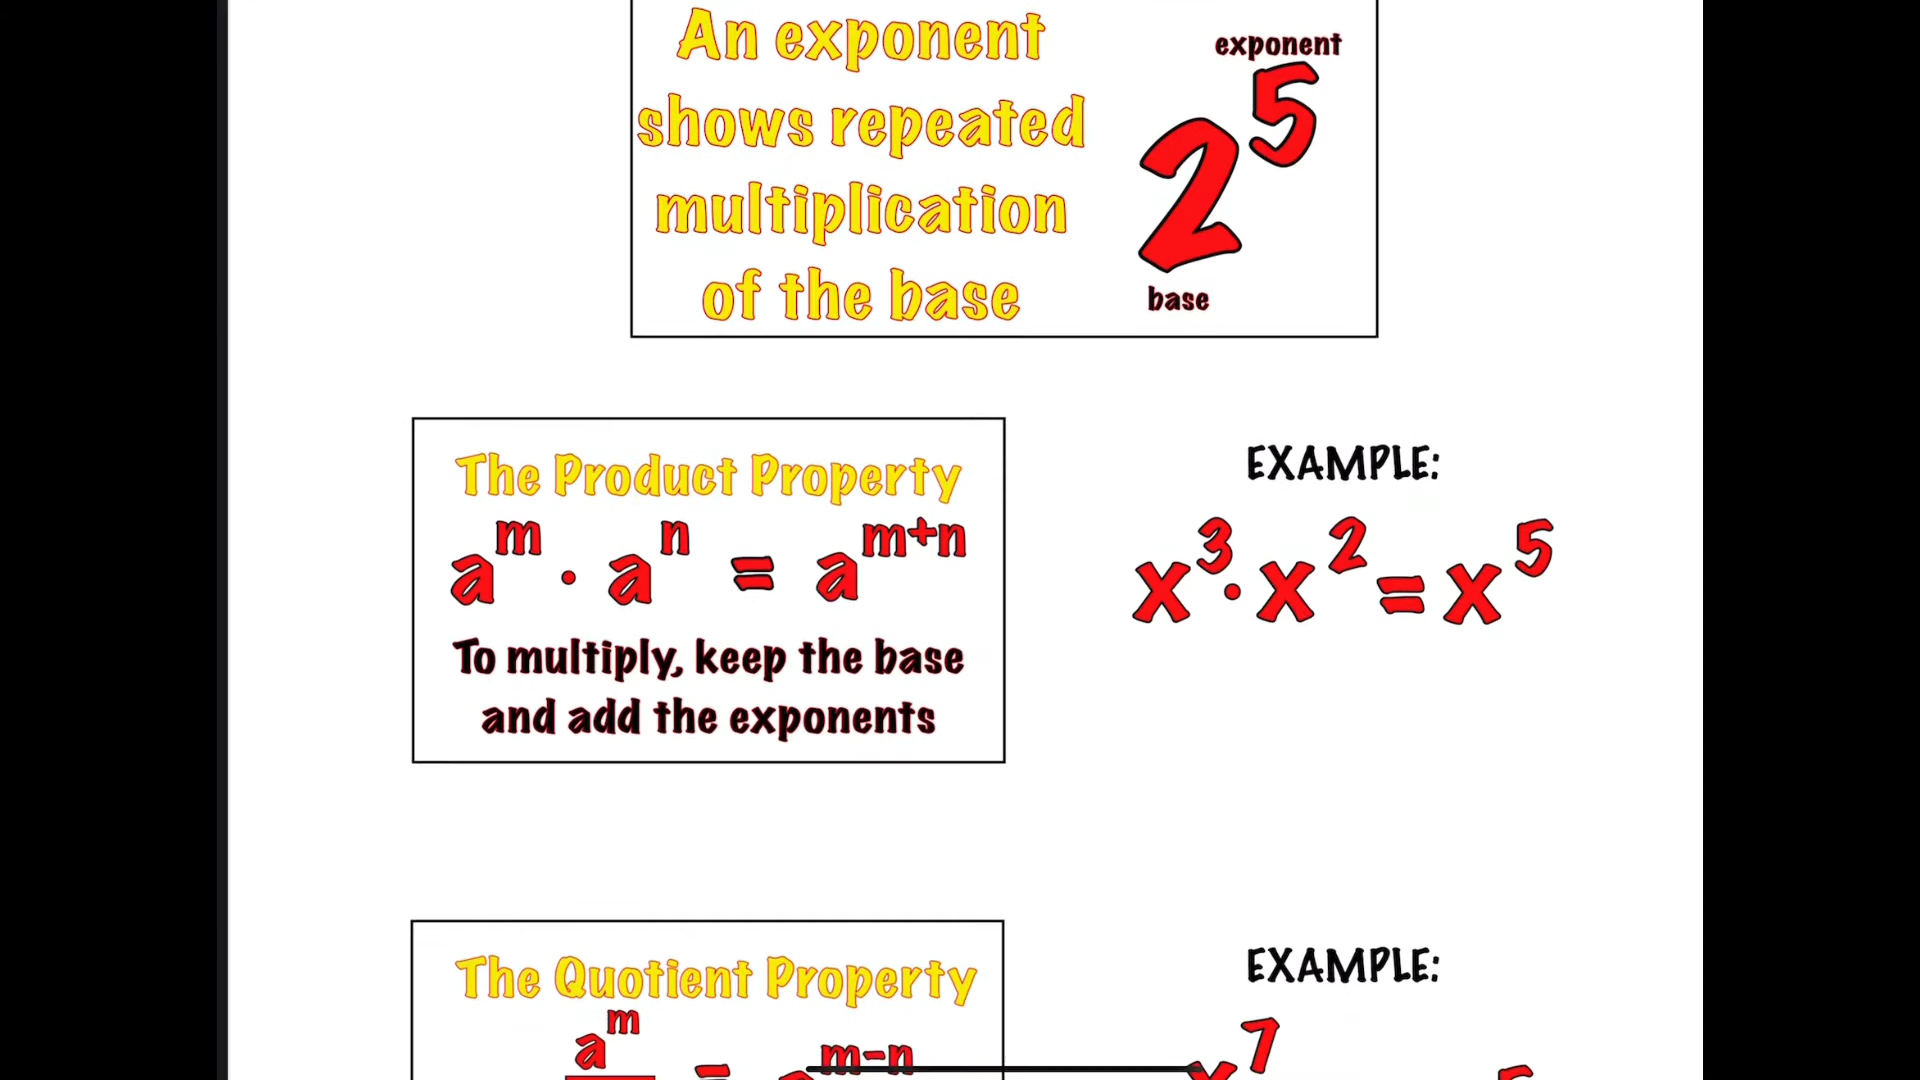 An exponent
shows repeated
multiplication
of the base
exponent
2^5
base
The Product Property
a^m · a^n = a^{m+n}
To multiply, keep the base
and add the exponents
EXAMPLE:
x^3 · x^2 = x^5
The Quotient Property
a^m = a^{m-n}
EXAMPLE:
x^7 5